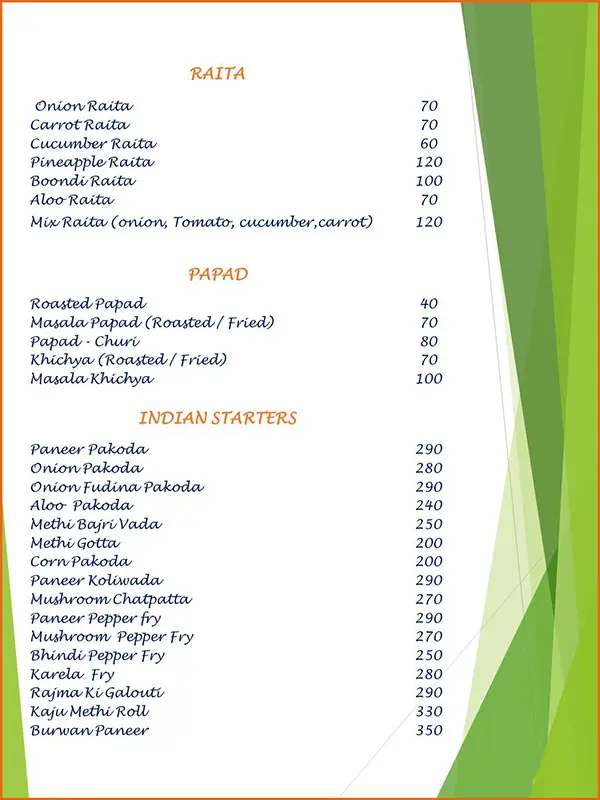 RAITA
Onion Raita 70
Carrot Raita 70
Cucumber Raita 60
Pineapple Raita 120
Boondi Raita 100
Aloo Raita 70
Mix Raita (onion, Tomato, cucumber,carrot) 120
PAPAD
Roasted Papad 40
Masala Papad (Roasted / Fried) 70
Papad - Churi 80
Khichya (Roasted / Fried) 70
Masala Khichya 100
INDIAN STARTERS
Paneer Pakoda 290
Onion Pakoda 280
Onion Fudina Pakoda 290
Aloo Pakoda 240
Methi Bajri Vada 250
Methi Gotta 200
Corn Pakoda 200
Paneer Koliwada 290
Mushroom Chatpatta 270
Paneer Pepper fry 290
Mushroom Pepper Fry 270
Bhindi Pepper Fry 250
Karela Fry 280
Rajma Ki Galouti 290
Kaju Methi Roll 330
Burwan Paneer 350